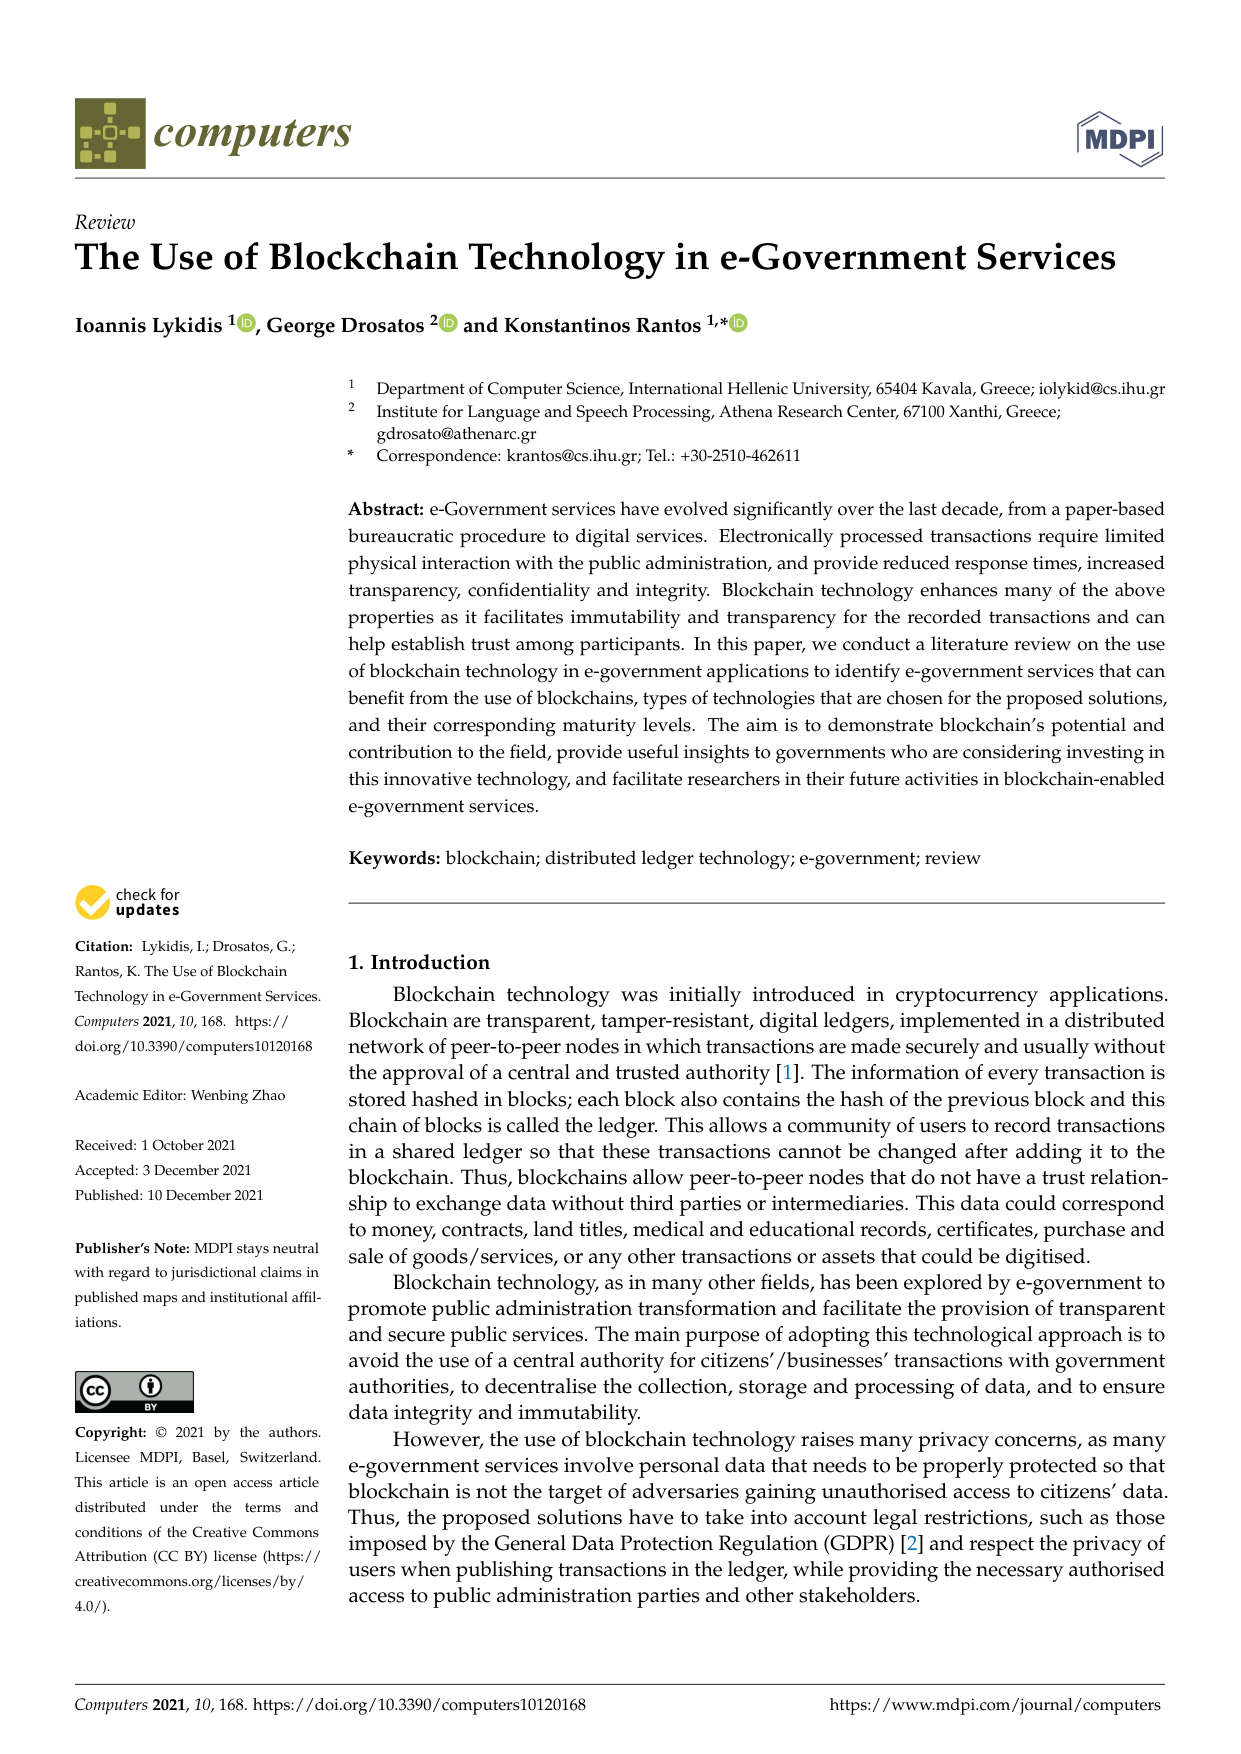 computers
MDPI
Review
The Use of Blockchain Technology in e-Government Services
Ioannis Lykidis 1 iD, George Drosatos 2 iD and Konstantinos Rantos 1,* iD
1 Department of Computer Science, International Hellenic University, 65404 Kavala, Greece; iolykid@cs.ihu.gr
2 Institute for Language and Speech Processing, Athena Research Center, 67100 Xanthi, Greece;
gdrosato@athenarc.gr
* Correspondence: krantos@cs.ihu.gr; Tel.: +30-2510-462611
Abstract: e-Government services have evolved significantly over the last decade, from a paper-based
bureaucratic procedure to digital services. Electronically processed transactions require limited
physical interaction with the public administration, and provide reduced response times, increased
transparency, confidentiality and integrity. Blockchain technology enhances many of the above
properties as it facilitates immutability and transparency for the recorded transactions and can
help establish trust among participants. In this paper, we conduct a literature review on the use
of blockchain technology in e-government applications to identify e-government services that can
benefit from the use of blockchains, types of technologies that are chosen for the proposed solutions,
and their corresponding maturity levels. The aim is to demonstrate blockchain's potential and
contribution to the field, provide useful insights to governments who are considering investing in
this innovative technology, and facilitate researchers in their future activities in blockchain-enabled
e-government services.
Keywords: blockchain; distributed ledger technology; e-government; review
check for
updates
Citation: Lykidis, I.; Drosatos, G.;
Rantos, K. The Use of Blockchain
Technology in e-Government Services.
Computers 2021, 10, 168. https://
doi.org/10.3390/computers10120168
Academic Editor: Wenbing Zhao
Received: 1 October 2021
Accepted: 3 December 2021
Published: 10 December 2021
Publisher's Note: MDPI stays neutral
with regard to jurisdictional claims in
published maps and institutional affil-
iations.
cc
BY
Copyright: © 2021 by the authors.
Licensee MDPI, Basel, Switzerland.
This article is an open access article
distributed under the terms and
conditions of the Creative Commons
Attribution (CC BY) license (https://
creativecommons.org/licenses/by/
4.0/).
1. Introduction
Blockchain technology was initially introduced in cryptocurrency applications.
Blockchain are transparent, tamper-resistant, digital ledgers, implemented in a distributed
network of peer-to-peer nodes in which transactions are made securely and usually without
the approval of a central and trusted authority [1]. The information of every transaction is
stored hashed in blocks; each block also contains the hash of the previous block and this
chain of blocks is called the ledger. This allows a community of users to record transactions
in a shared ledger so that these transactions cannot be changed after adding it to the
blockchain. Thus, blockchains allow peer-to-peer nodes that do not have a trust relation-
ship to exchange data without third parties or intermediaries. This data could correspond
to money, contracts, land titles, medical and educational records, certificates, purchase and
sale of goods/services, or any other transactions or assets that could be digitised.
Blockchain technology, as in many other fields, has been explored by e-government to
promote public administration transformation and facilitate the provision of transparent
and secure public services. The main purpose of adopting this technological approach is to
avoid the use of a central authority for citizens'/businesses' transactions with government
authorities, to decentralise the collection, storage and processing of data, and to ensure
data integrity and immutability.
However, the use of blockchain technology raises many privacy concerns, as many
e-government services involve personal data that needs to be properly protected so that
blockchain is not the target of adversaries gaining unauthorised access to citizens' data.
Thus, the proposed solutions have to take into account legal restrictions, such as those
imposed by the General Data Protection Regulation (GDPR) [2] and respect the privacy of
users when publishing transactions in the ledger, while providing the necessary authorised
access to public administration parties and other stakeholders.
Computers 2021, 10, 168. https://doi.org/10.3390/computers10120168
https://www.mdpi.com/journal/computers